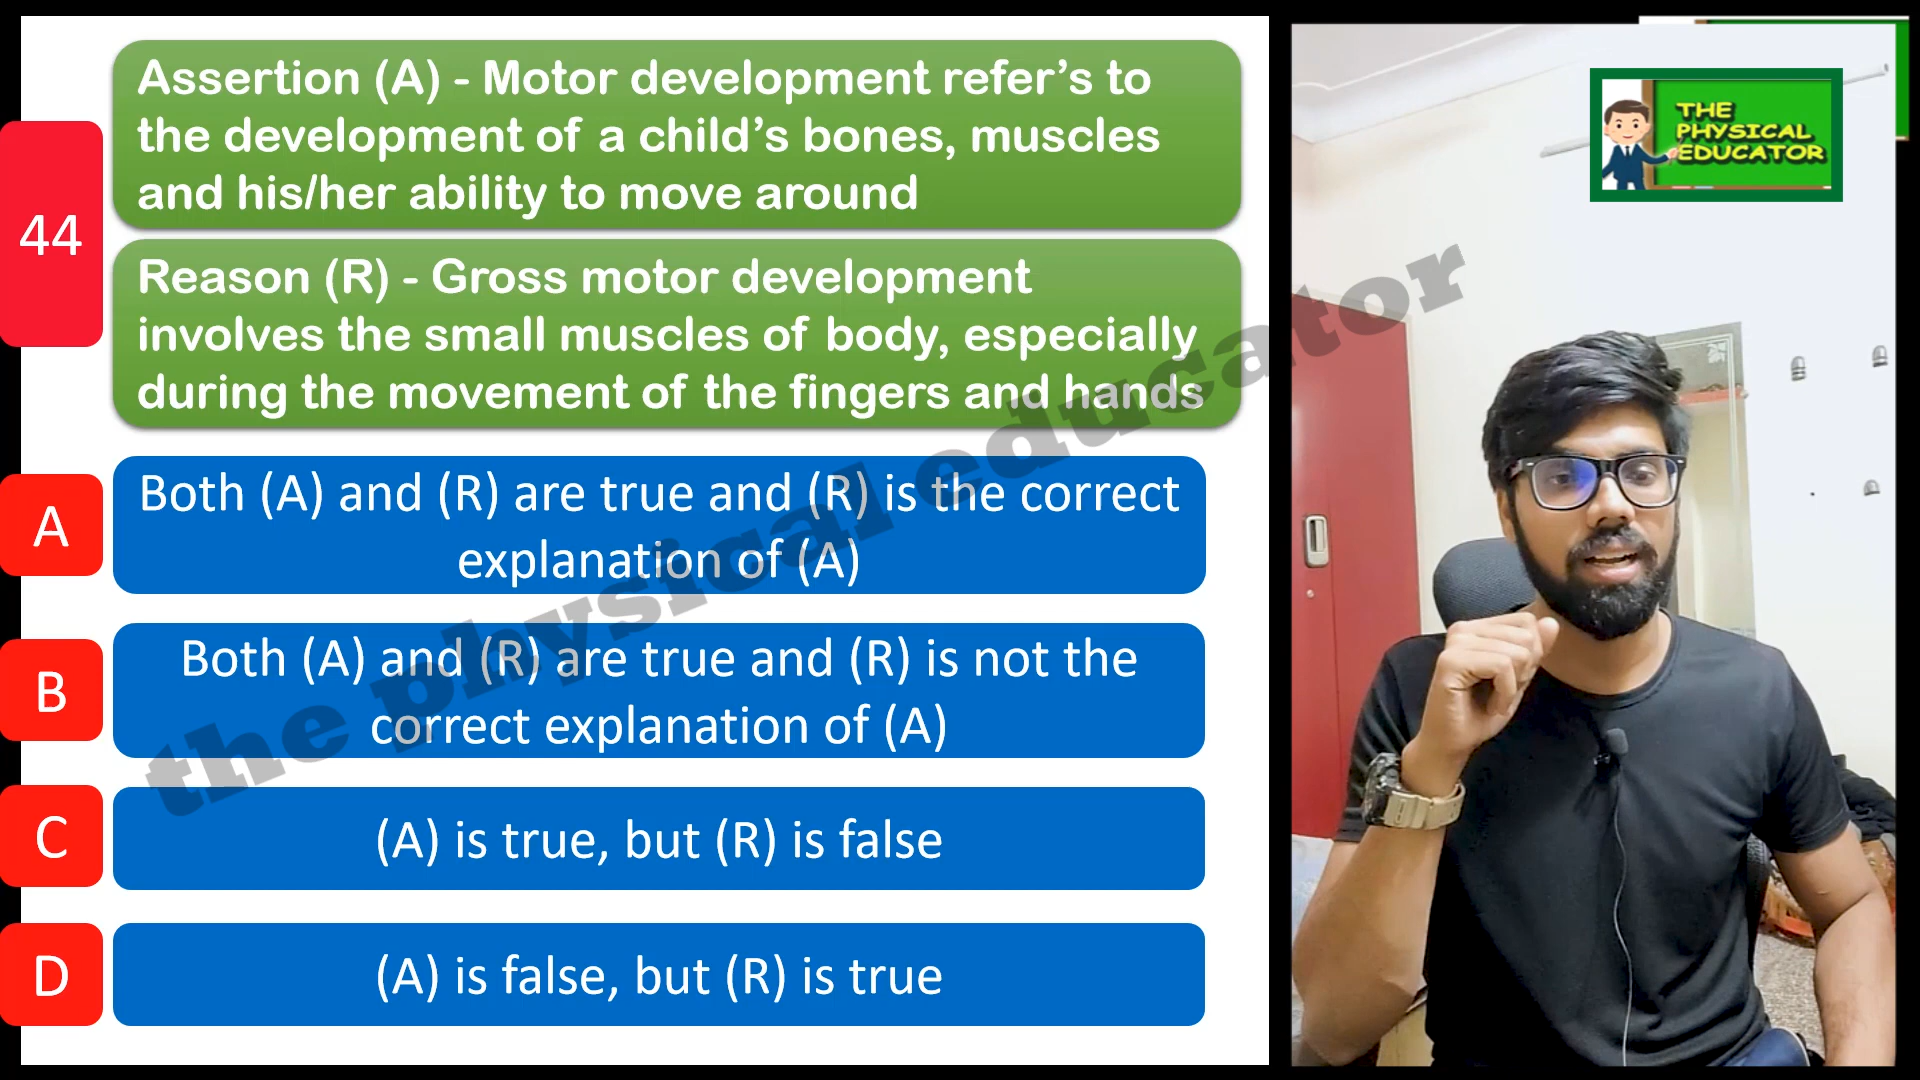 44
Assertion (A) - Motor development refer’s to
the development of a child’s bones, muscles
and his/her ability to move around
Reason (R) - Gross motor development
involves the small muscles of body, especially
during the movement of the fingers and hands
A
Both (A) and (R) are true and (R) is the correct
explanation of (A)
B
Both (A) and (R) are true and (R) is not the
correct explanation of (A)
C
(A) is true, but (R) is false
D
(A) is false, but (R) is true
the physical educator
THE
PHYSICAL
EDUCATOR